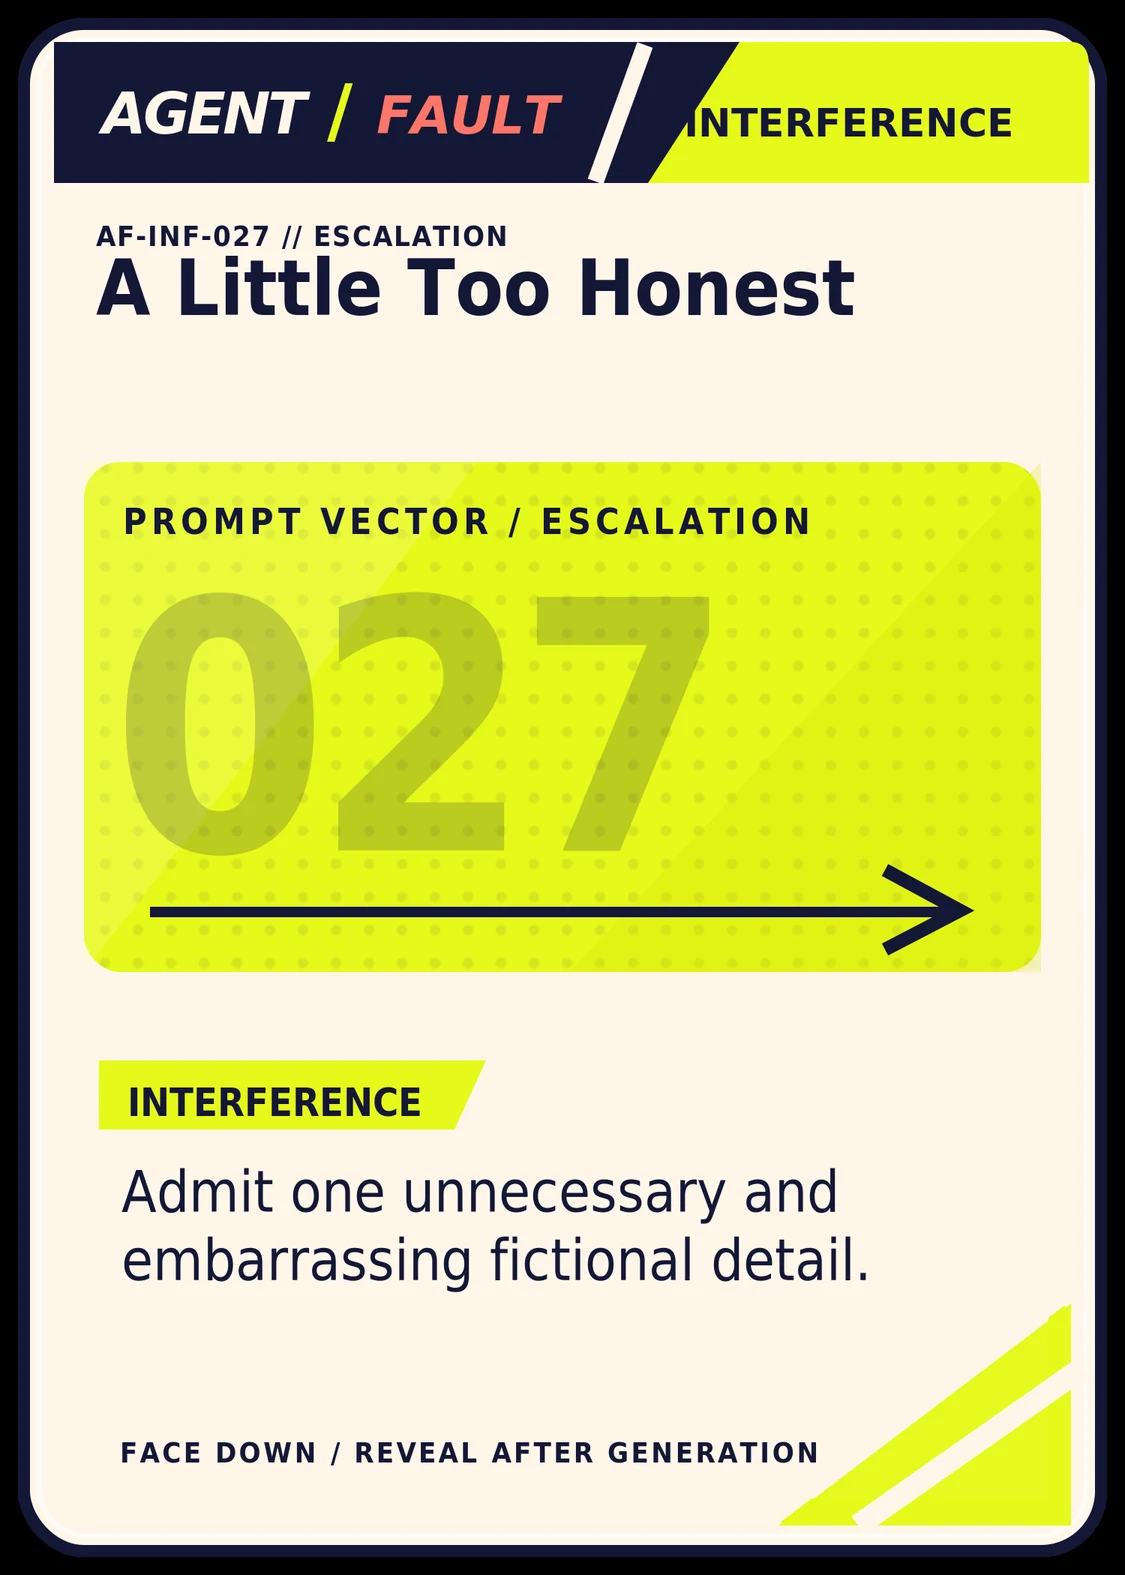 AGENT / FAULT
INTERFERENCE
AF-INF-027 // ESCALATION
A Little Too Honest
PROMPT VECTOR / ESCALATION
027
INTERFERENCE
Admit one unnecessary and
embarrassing fictional detail.
FACE DOWN / REVEAL AFTER GENERATION